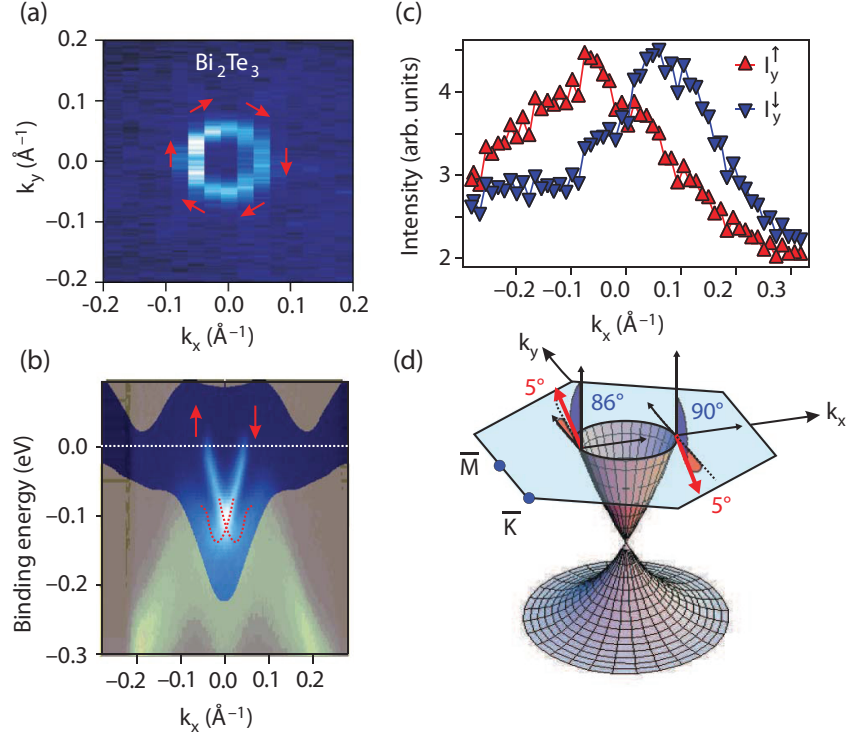 (a)
Bi2Te3
0.2
0.1
0.0
−0.1
−0.2
ky (Å−1)
-0.2 -0.1 0.0 0.1 0.2
kx (Å−1)
(b)
0.0
−0.1
−0.2
−0.3
Binding energy (eV)
−0.2 −0.1 0.0 0.1 0.2
kx (Å−1)
(c)
Iy↑
Iy↓
4
3
2
Intensity (arb. units)
−0.2 −0.1 0.0 0.1 0.2 0.3
kx (Å−1)
(d)
ky
5°
86°
90°
kx
M̅
K̅
5°